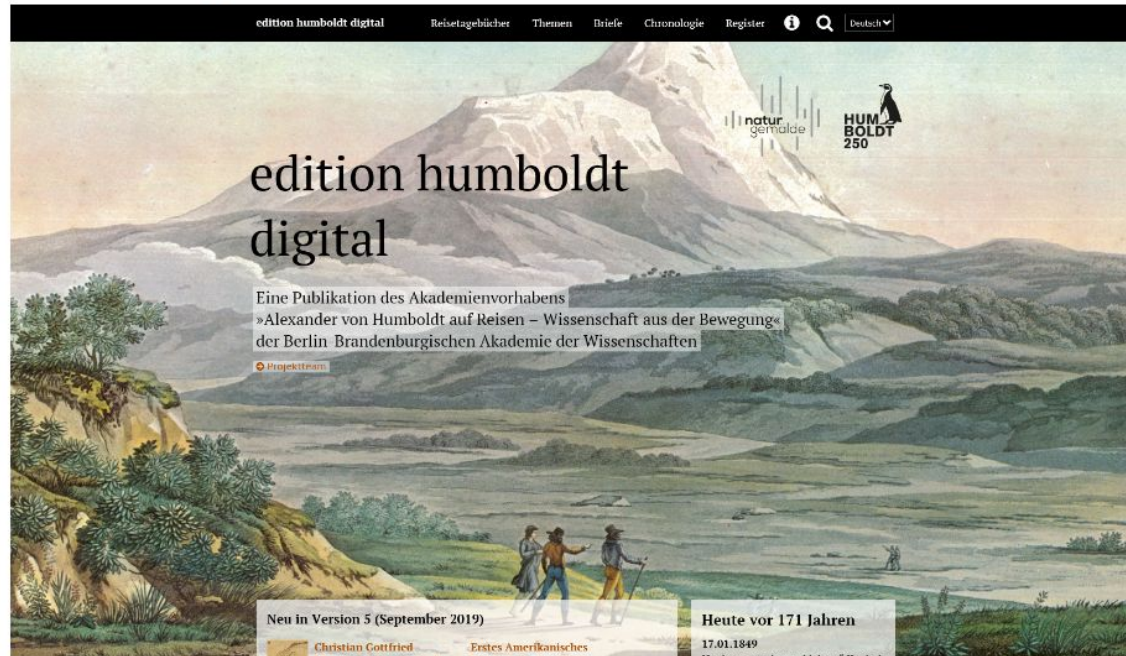 edition humboldt digital Reisetagebücher Themen Briefe Chronologie Register Deutsch
natur
gemälde
HUM
BOLDT
250
edition humboldt
digital
Eine Publikation des Akademienvorhabens
»Alexander von Humboldt auf Reisen – Wissenschaft aus der Bewegung«
der Berlin-Brandenburgischen Akademie der Wissenschaften
Projektteam
Neu in Version 5 (September 2019)
Christian Gottfried
Erstes Amerikanisches
Heute vor 171 Jahren
17.01.1849